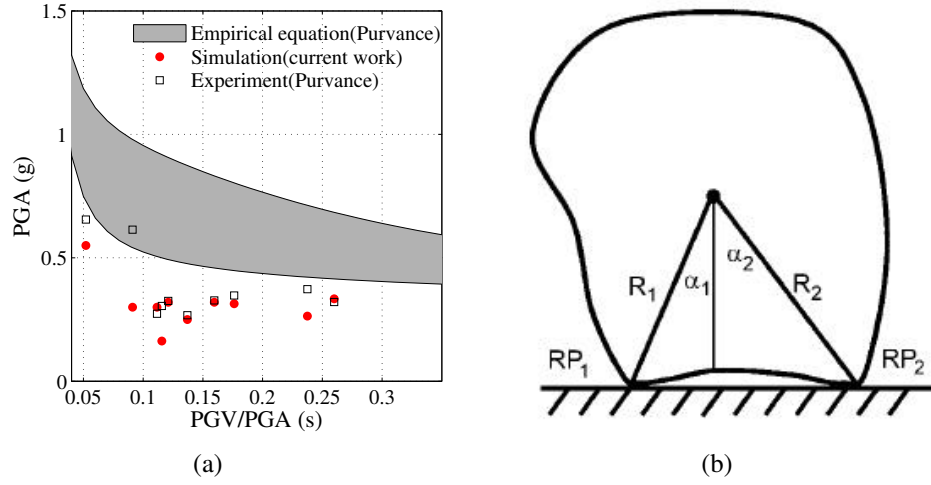 1.5
Empirical equation(Purvance)
Simulation(current work)
Experiment(Purvance)
1
PGA (g)
0.5
0
0.05 0.1 0.15 0.2 0.25 0.3
PGV/PGA (s)
(a)
α1 α2
R1 R2
RP1 RP2
(b)